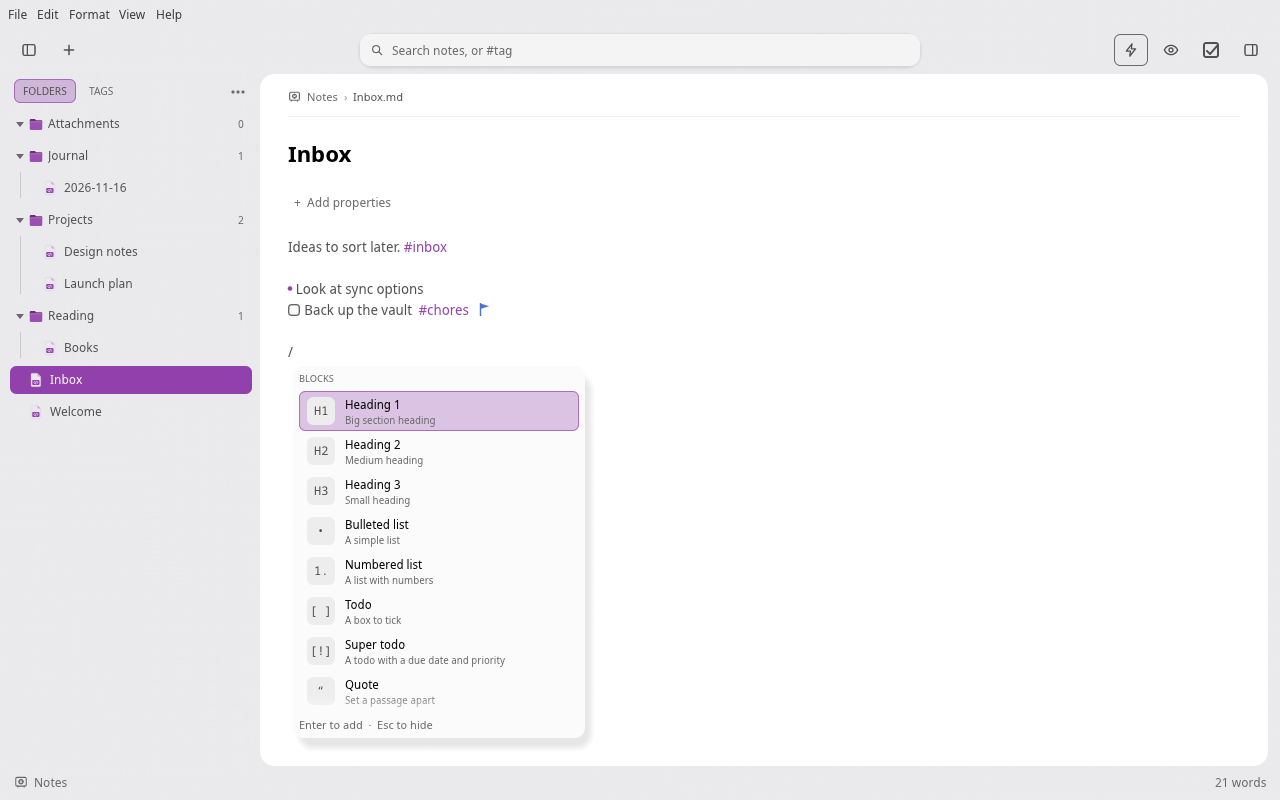 File Edit Format View Help
Search notes, or #tag
FOLDERS TAGS
Attachments 0
Journal 1
2026-11-16
Projects 2
Design notes
Launch plan
Reading 1
Books
Inbox
Welcome
Notes › Inbox.md
Inbox
+ Add properties
Ideas to sort later. #inbox
• Look at sync options
Back up the vault #chores
/
BLOCKS
H1 Heading 1
Big section heading
H2 Heading 2
Medium heading
H3 Heading 3
Small heading
• Bulleted list
A simple list
1. Numbered list
A list with numbers
[ ] Todo
A box to tick
[!] Super todo
A todo with a due date and priority
“ Quote
Set a passage apart
Enter to add · Esc to hide
Notes
21 words